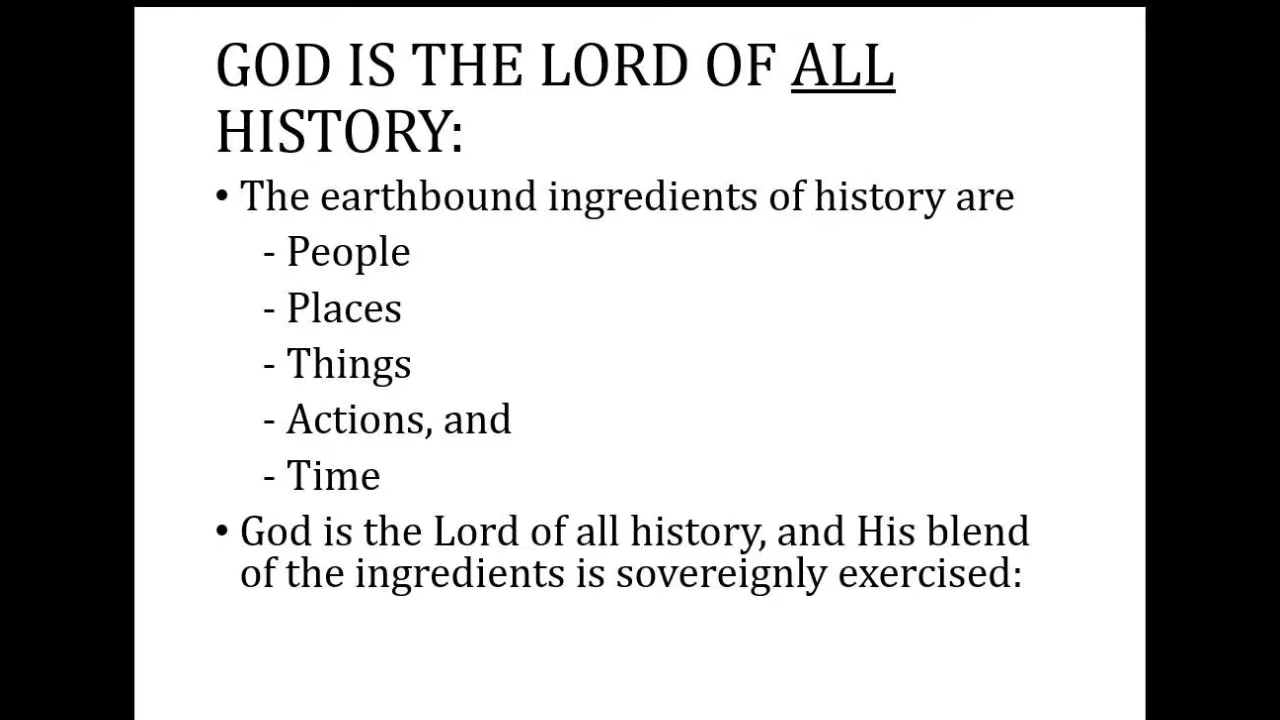 GOD IS THE LORD OF ALL
HISTORY:
• The earthbound ingredients of history are
- People
- Places
- Things
- Actions, and
- Time
• God is the Lord of all history, and His blend
of the ingredients is sovereignly exercised: